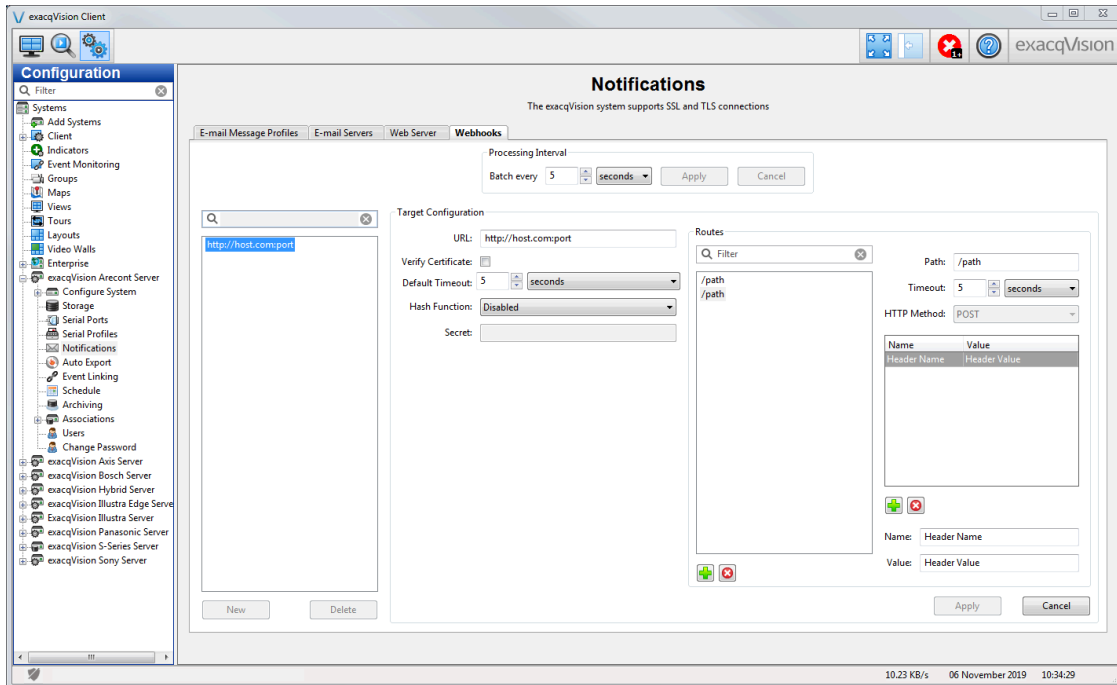 exacqVision Client
1+
exacqVision
Configuration
Filter
Systems
Add Systems
Client
Indicators
Event Monitoring
Groups
Maps
Views
Tours
Layouts
Video Walls
Enterprise
exacqVision Arecont Server
Configure System
Storage
Serial Ports
Serial Profiles
Notifications
Auto Export
Event Linking
Schedule
Archiving
Associations
Users
Change Password
exacqVision Axis Server
exacqVision Bosch Server
exacqVision Hybrid Server
exacqVision Illustra Edge Serve
ExacqVision Illustra Server
exacqVision Panasonic Server
exacqVision S-Series Server
exacqVision Sony Server
Notifications
The exacqVision system supports SSL and TLS connections
E-mail Message Profiles E-mail Servers Web Server Webhooks
Processing Interval
Batch every 5 seconds Apply Cancel
http://host.com:port
New Delete
Target Configuration
URL: http://host.com:port
Verify Certificate:
Default Timeout: 5 seconds
Hash Function: Disabled
Secret:
Routes
Filter
/path
/path
Path: /path
Timeout: 5 seconds
HTTP Method: POST
Name Value
Header Name Header Value
Name: Header Name
Value: Header Value
Apply Cancel
10.23 KB/s 06 November 2019 10:34:29